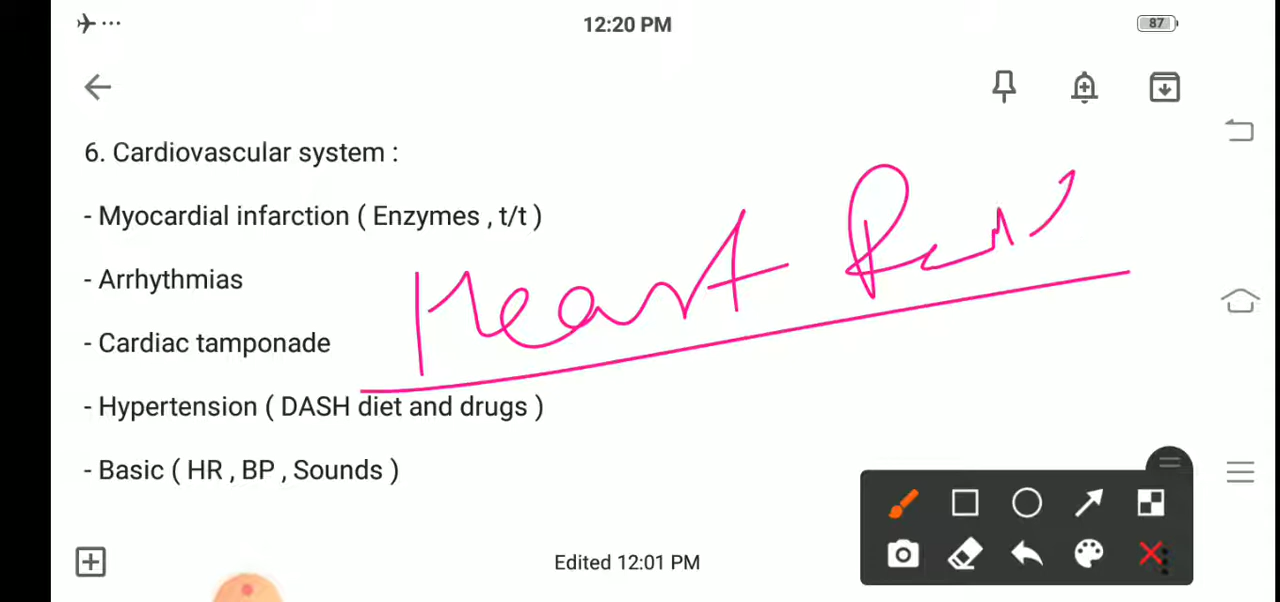 12:20 PM
87
6. Cardiovascular system :
- Myocardial infarction ( Enzymes , t/t )
- Arrhythmias
Heart
- Cardiac tamponade
- Hypertension ( DASH diet and drugs )
- Basic ( HR , BP , Sounds )
Edited 12:01 PM